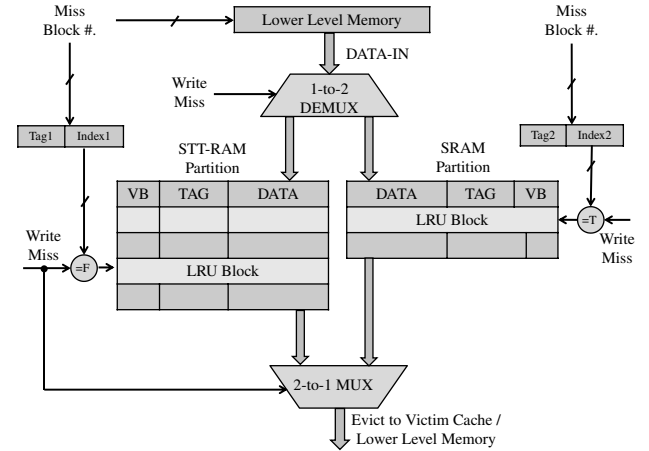 Miss
Block #.
Lower Level Memory
Miss
Block #.
DATA-IN
Write
Miss
1-to-2
DEMUX
Tag1 Index1
Tag2 Index2
STT-RAM
Partition
SRAM
Partition
VB TAG DATA
DATA TAG VB
LRU Block
=T
Write
Miss
Write
Miss
=F
LRU Block
2-to-1 MUX
Evict to Victim Cache /
Lower Level Memory